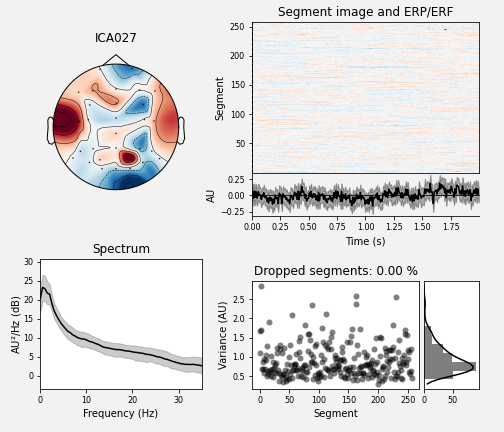 ICA027
Segment image and ERP/ERF
Segment
250
200
150
100
50
AU
0.25
0.00
−0.25
0.00 0.25 0.50 0.75 1.00 1.25 1.50 1.75
Time (s)
Spectrum
AU²/Hz (dB)
30
25
20
15
10
5
0
0 10 20 30
Frequency (Hz)
Dropped segments: 0.00 %
Variance (AU)
2.5
2.0
1.5
1.0
0.5
0 50 100 150 200 250
Segment
0 50